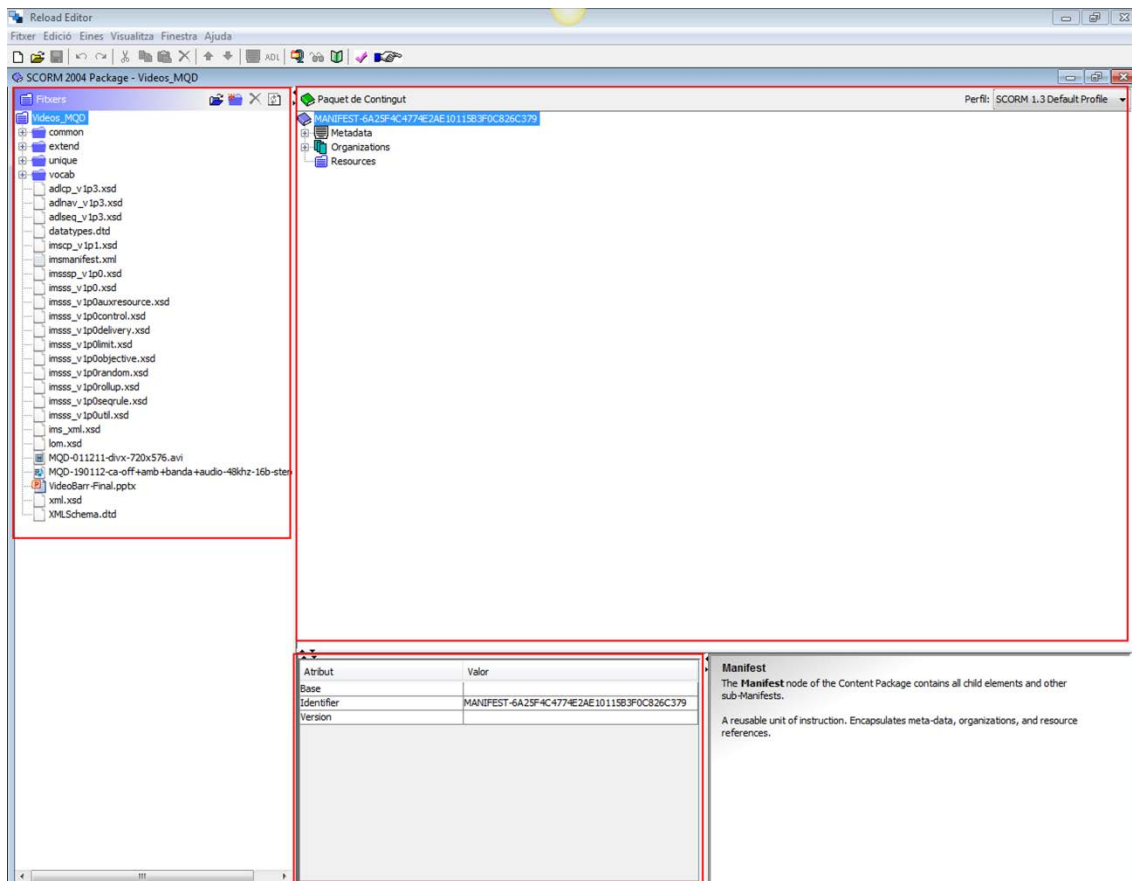 Reload Editor
Fitxer Edició Eines Visualitza Finestra Ajuda
ADL
SCORM 2004 Package - Videos_MQD
Fitxers
Videos_MQD
common
extend
unique
vocab
adlcp_v1p3.xsd
adlnav_v1p3.xsd
adlseq_v1p3.xsd
datatypes.dtd
imscp_v1p1.xsd
imsmanifest.xml
imsssp_v1p0.xsd
imsss_v1p0.xsd
imsss_v1p0auxresource.xsd
imsss_v1p0control.xsd
imsss_v1p0delivery.xsd
imsss_v1p0limit.xsd
imsss_v1p0objective.xsd
imsss_v1p0random.xsd
imsss_v1p0rollup.xsd
imsss_v1p0seqrule.xsd
imsss_v1p0util.xsd
ims_xml.xsd
lom.xsd
MQD-011211-divx-720x576.avi
MQD-190112-ca-off+amb+banda+audio-48khz-16b-ster
VideoBarr-Final.pptx
xml.xsd
XMLSchema.dtd
Paquet de Contingut
Perfil: SCORM 1.3 Default Profile
MANIFEST-6A25F4C4774E2AE10115B3F0C826C379
Metadata
Organizations
Resources
Atribut Valor
Base
Identifier MANIFEST-6A25F4C4774E2AE10115B3F0C826C379
Version
Manifest
The Manifest node of the Content Package contains all child elements and other
sub-Manifests.
A reusable unit of instruction. Encapsulates meta-data, organizations, and resource
references.